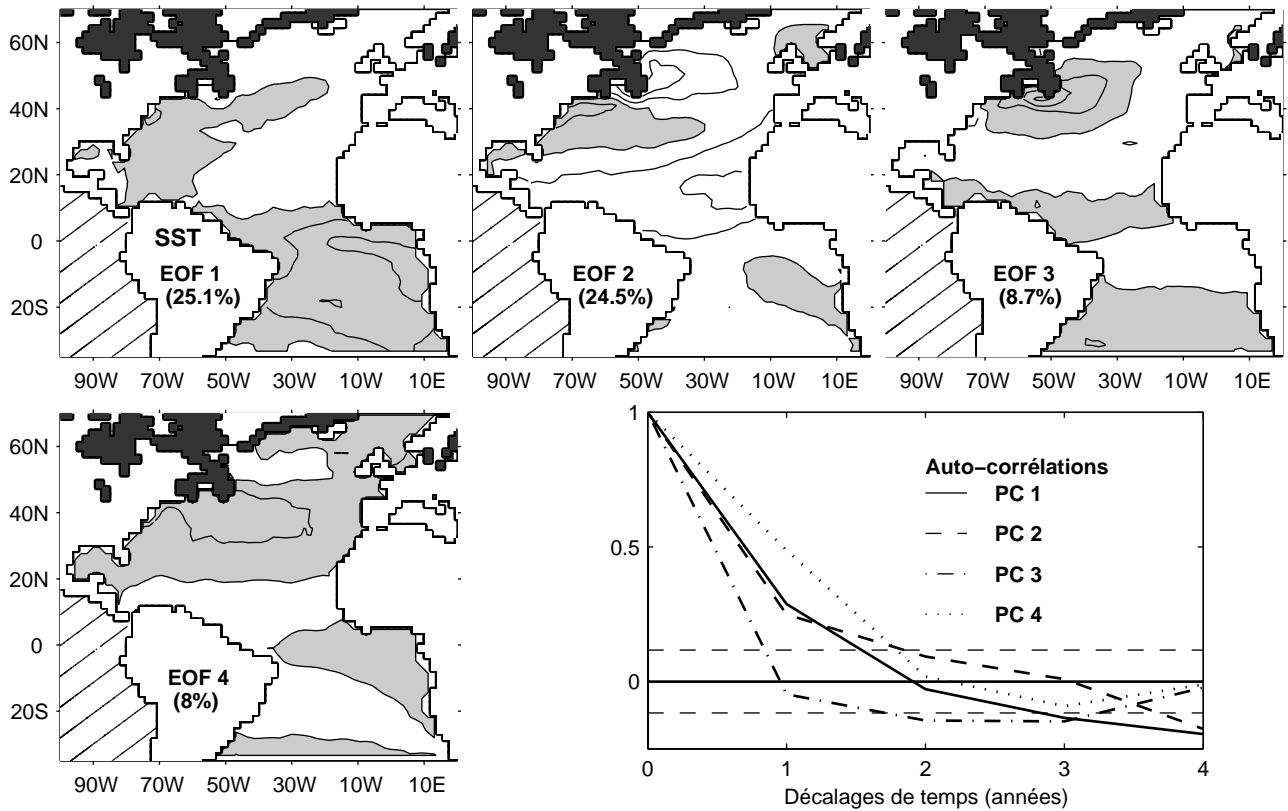 60N
40N
20N
0
20S
SST
EOF 1
(25.1%)
90W 70W 50W 30W 10W 10E
EOF 2
(24.5%)
90W 70W 50W 30W 10W 10E
EOF 3
(8.7%)
90W 70W 50W 30W 10W 10E
60N
40N
20N
0
20S
EOF 4
(8%)
90W 70W 50W 30W 10W 10E
1
0.5
0
Auto-corrélations
PC 1
PC 2
PC 3
PC 4
0 1 2 3 4
Décalages de temps (années)